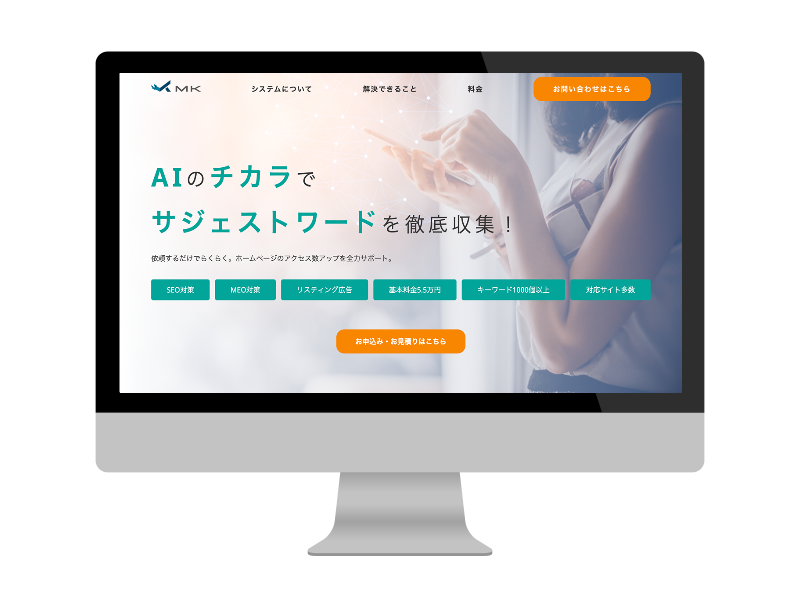 MK システムについて 解決できること 料金 お問い合わせはこちら
AIのチカラで
サジェストワードを徹底収集！
依頼するだけでらくらく。ホームページのアクセス数アップを全力サポート。
SEO対策 MEO対策 リスティング広告 基本料金5.5万円 キーワード1000個以上 対応サイト多数
お申込み・お見積りはこちら